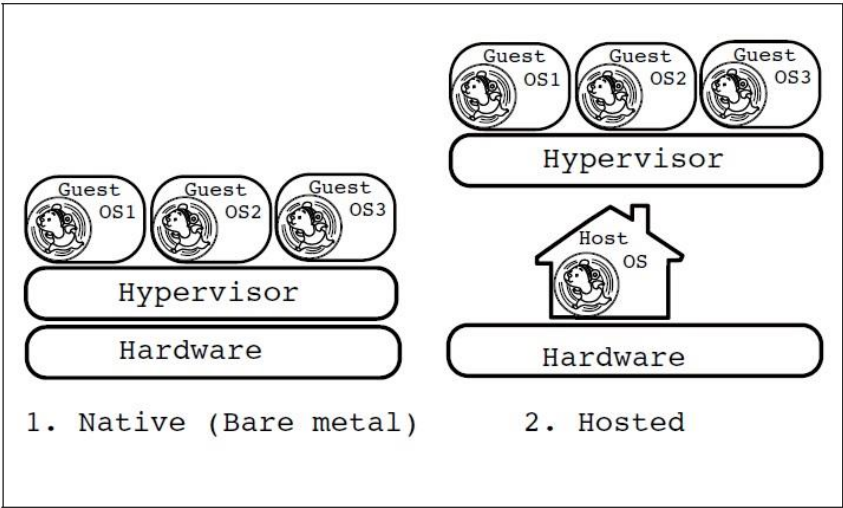 Guest
OS1
Guest
OS2
Guest
OS3
Hypervisor
Hardware
1. Native (Bare metal)
Guest
OS1
Guest
OS2
Guest
OS3
Hypervisor
Host
OS
Hardware
2. Hosted